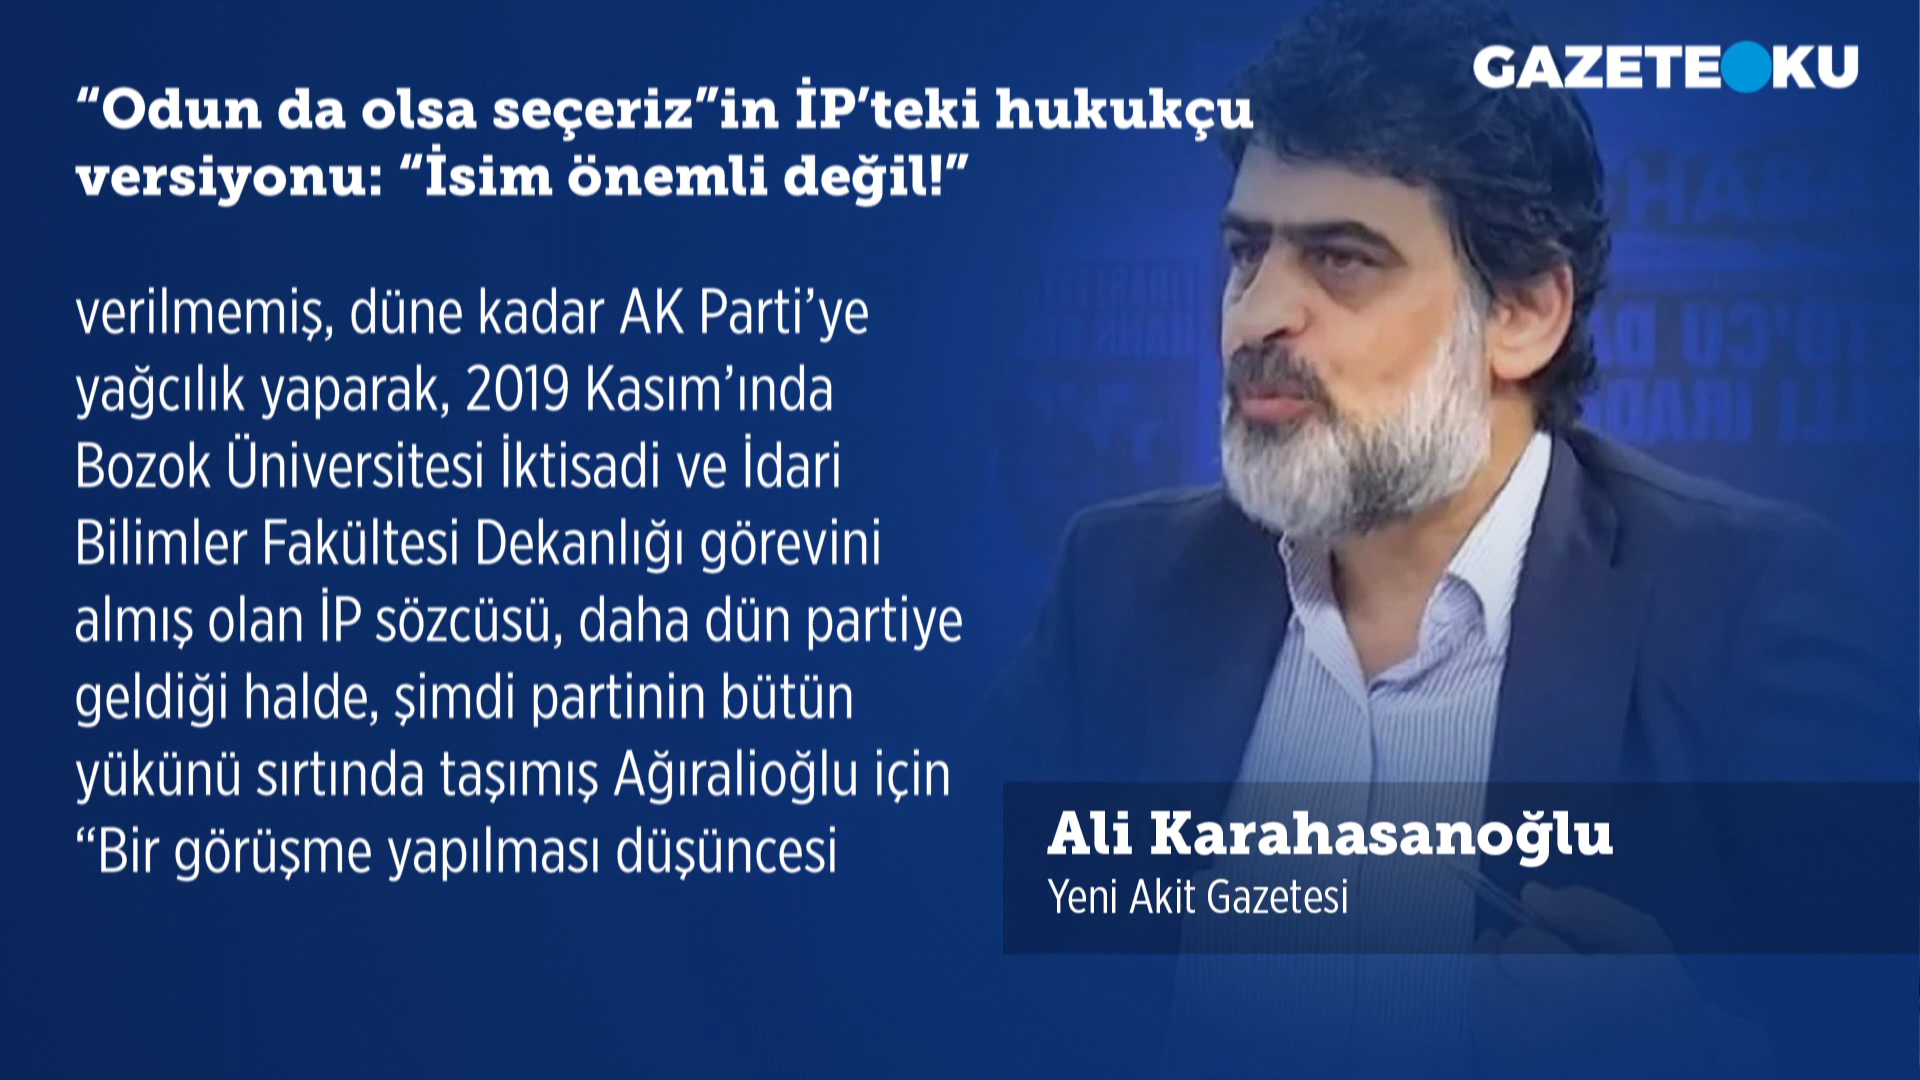 GAZETE KU
“Odun da olsa seçeriz”in İP’teki hukukçu
versiyonu: “İsim önemli değil!”
verilmemiş, düne kadar AK Parti’ye
yağcılık yaparak, 2019 Kasım’ında
Bozok Üniversitesi İktisadi ve İdari
Bilimler Fakültesi Dekanlığı görevini
almış olan İP sözcüsü, daha dün partiye
geldiği halde, şimdi partinin bütün
yükünü sırtında taşımış Ağıralioğlu için
“Bir görüşme yapılması düşüncesi
Ali Karahasanoğlu
Yeni Akit Gazetesi